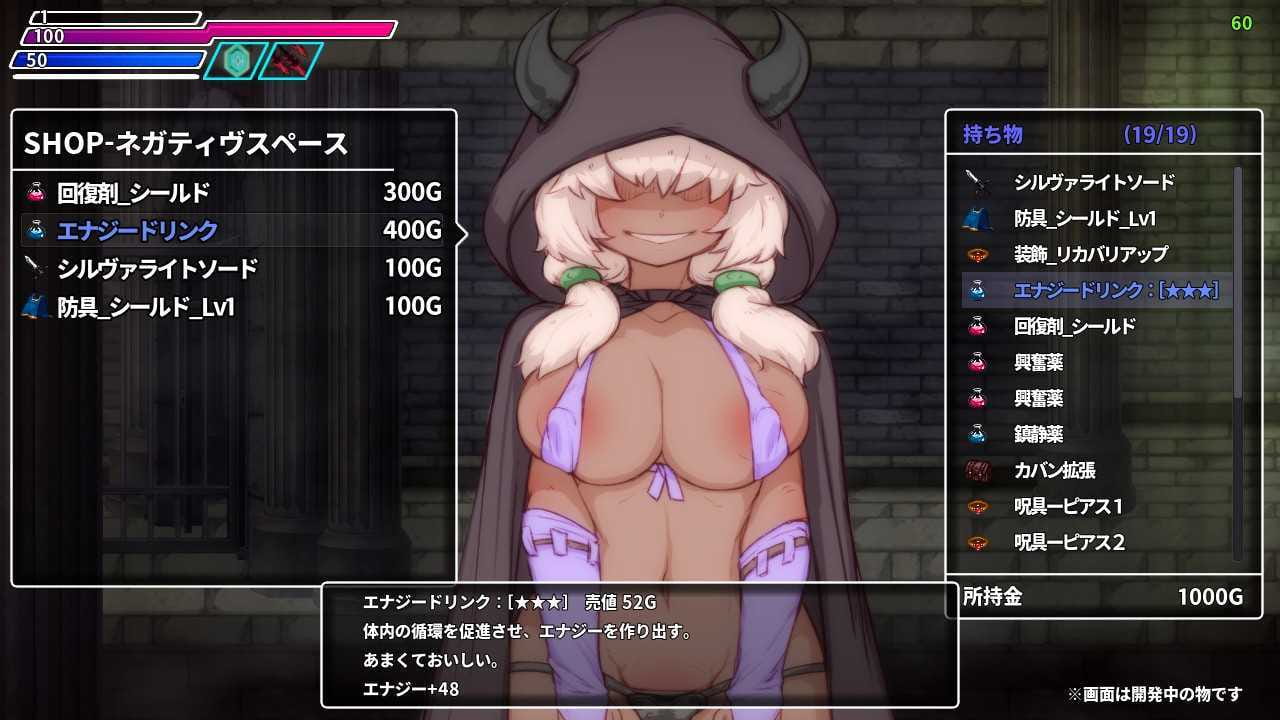 1
100
50
60
SHOP-ネガティヴスペース
回復剤_シールド 300G
エナジードリンク 400G
シルヴァライトソード 100G
防具_シールド_Lv1 100G
持ち物 (19/19)
シルヴァライトソード
防具_シールド_Lv1
装飾_リカバリアップ
エナジードリンク：[★★★]
回復剤_シールド
興奮薬
興奮薬
鎮静薬
カバン拡張
呪具ーピアス１
呪具ーピアス２
所持金 1000G
エナジードリンク：[★★★] 売値 52G
体内の循環を促進させ、エナジーを作り出す。
あまくておいしい。
エナジー+48
※画面は開発中の物です